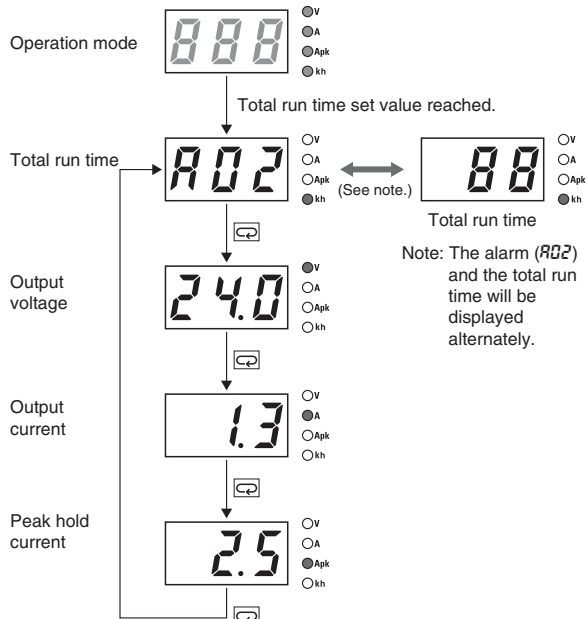 Operation mode
888
V
A
Apk
kh
Total run time set value reached.
Total run time
A02
V
A
Apk
kh
(See note.)
88
V
A
Apk
kh
Total run time
Note: The alarm (A02)
and the total run
time will be
displayed
alternately.
Output
voltage
24.0
V
A
Apk
kh
Output
current
1.3
V
A
Apk
kh
Peak hold
current
2.5
V
A
Apk
kh